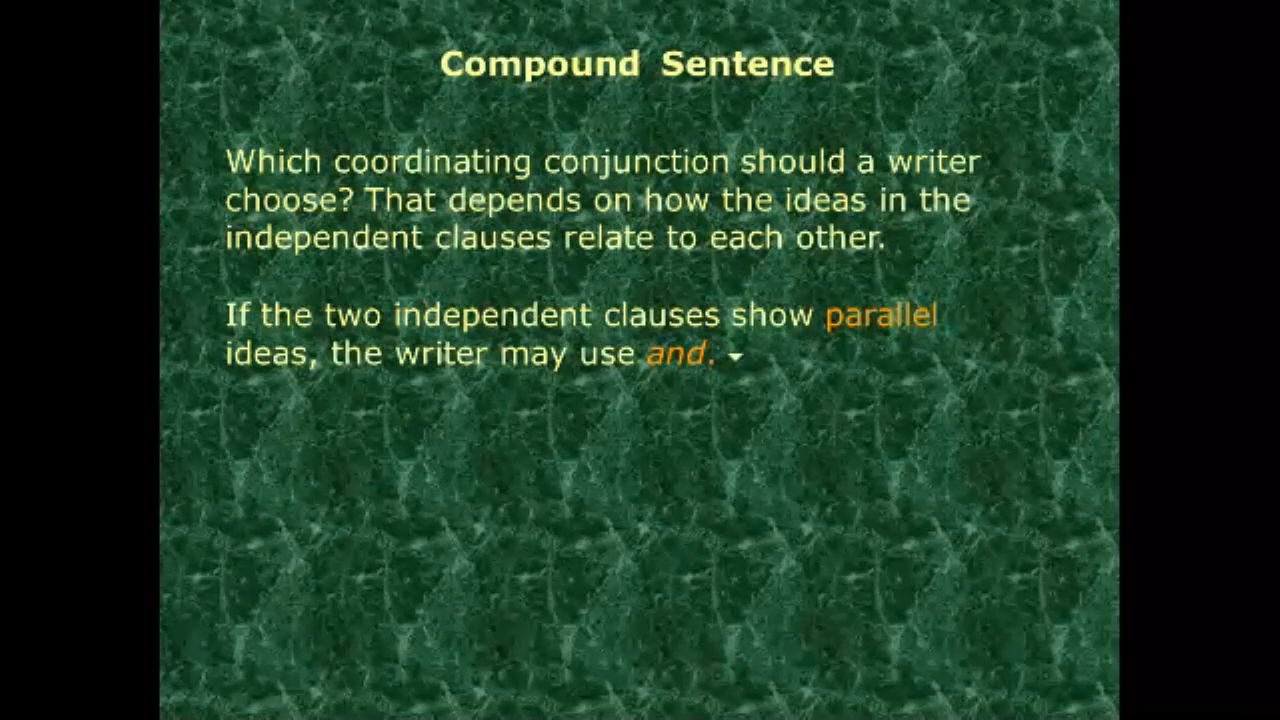 Compound Sentence
Which coordinating conjunction should a writer
choose? That depends on how the ideas in the
independent clauses relate to each other.
If the two independent clauses show parallel
ideas, the writer may use and.